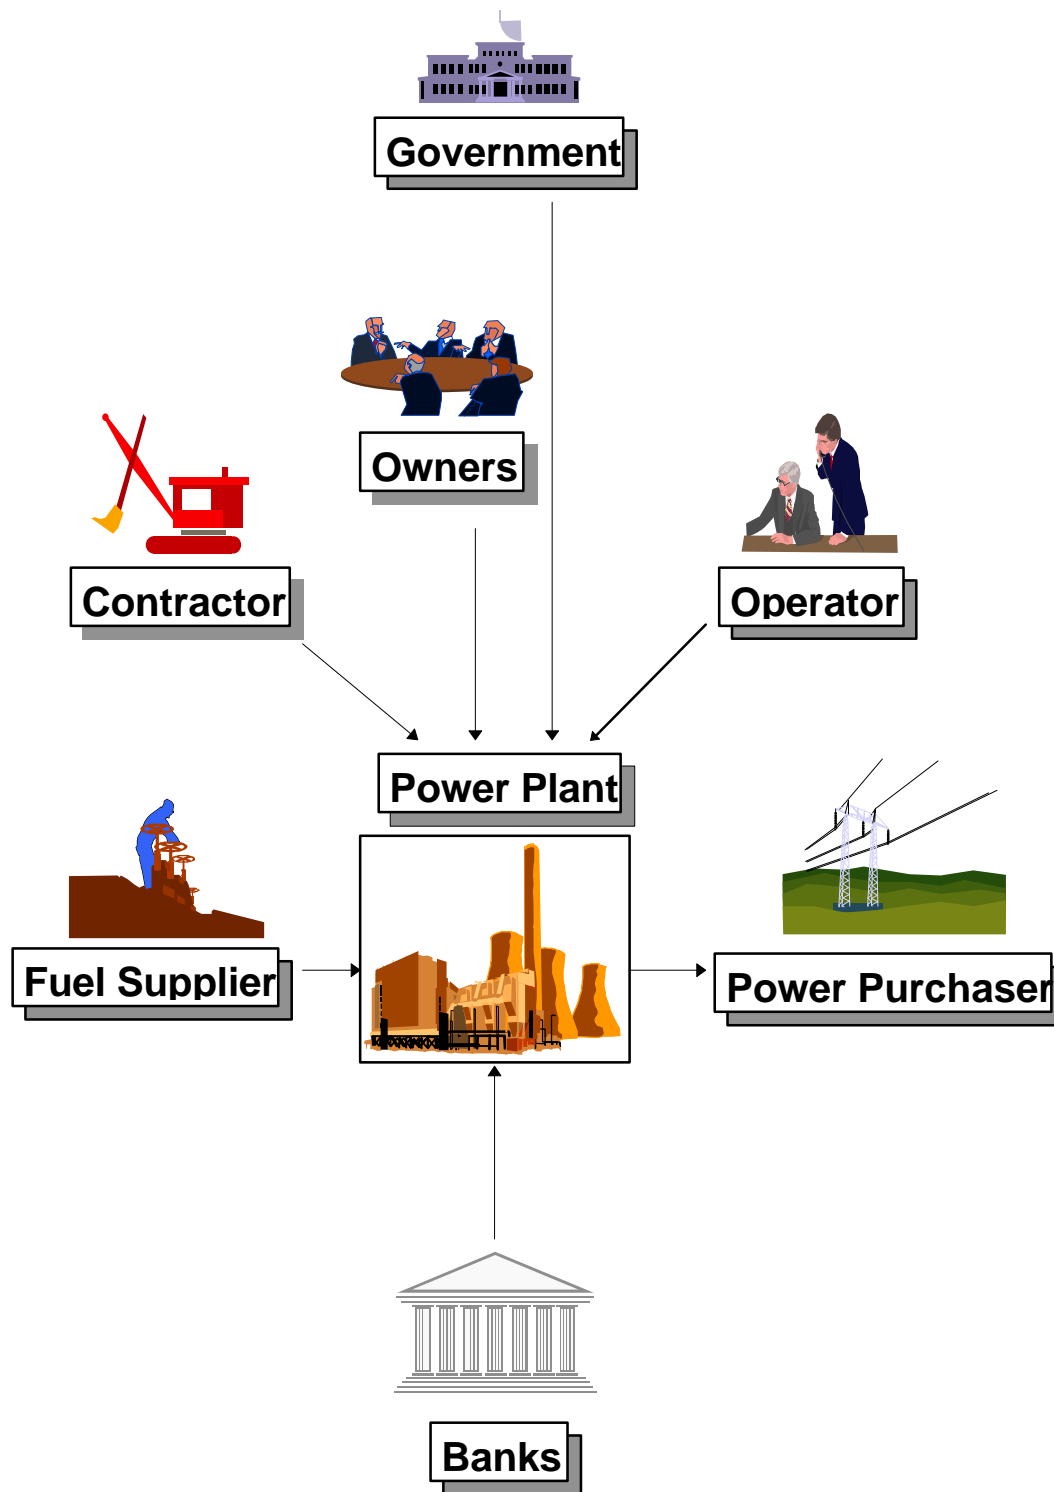 Government
Owners
Contractor
Operator
Power Plant
Fuel Supplier
Power Purchaser
Banks